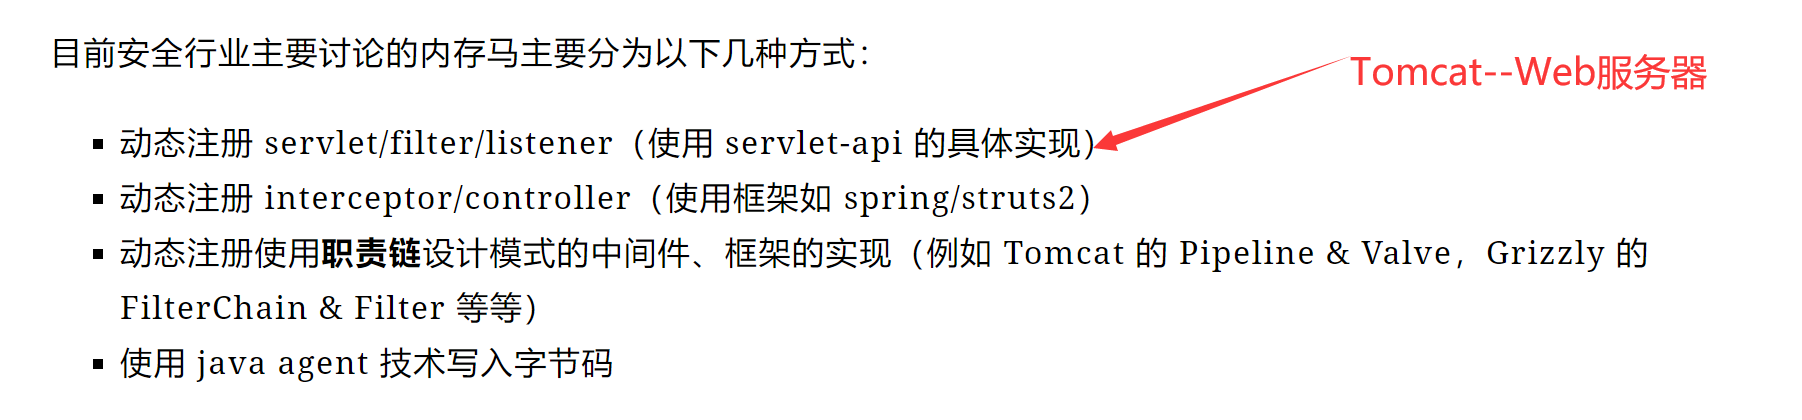 目前安全行业主要讨论的内存马主要分为以下几种方式：
Tomcat--Web服务器
动态注册 servlet/filter/listener（使用 servlet-api 的具体实现）
动态注册 interceptor/controller（使用框架如 spring/struts2）
动态注册使用职责链设计模式的中间件、框架的实现（例如 Tomcat 的 Pipeline & Valve，Grizzly 的
FilterChain & Filter 等等）
使用 java agent 技术写入字节码